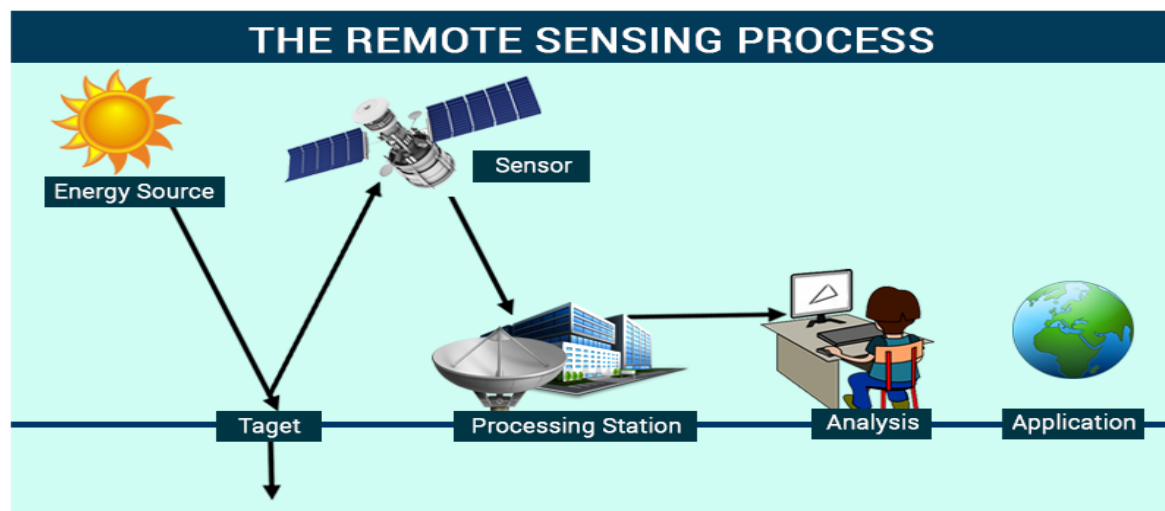 THE REMOTE SENSING PROCESS
Energy Source
Sensor
Taget
Processing Station
Analysis
Application